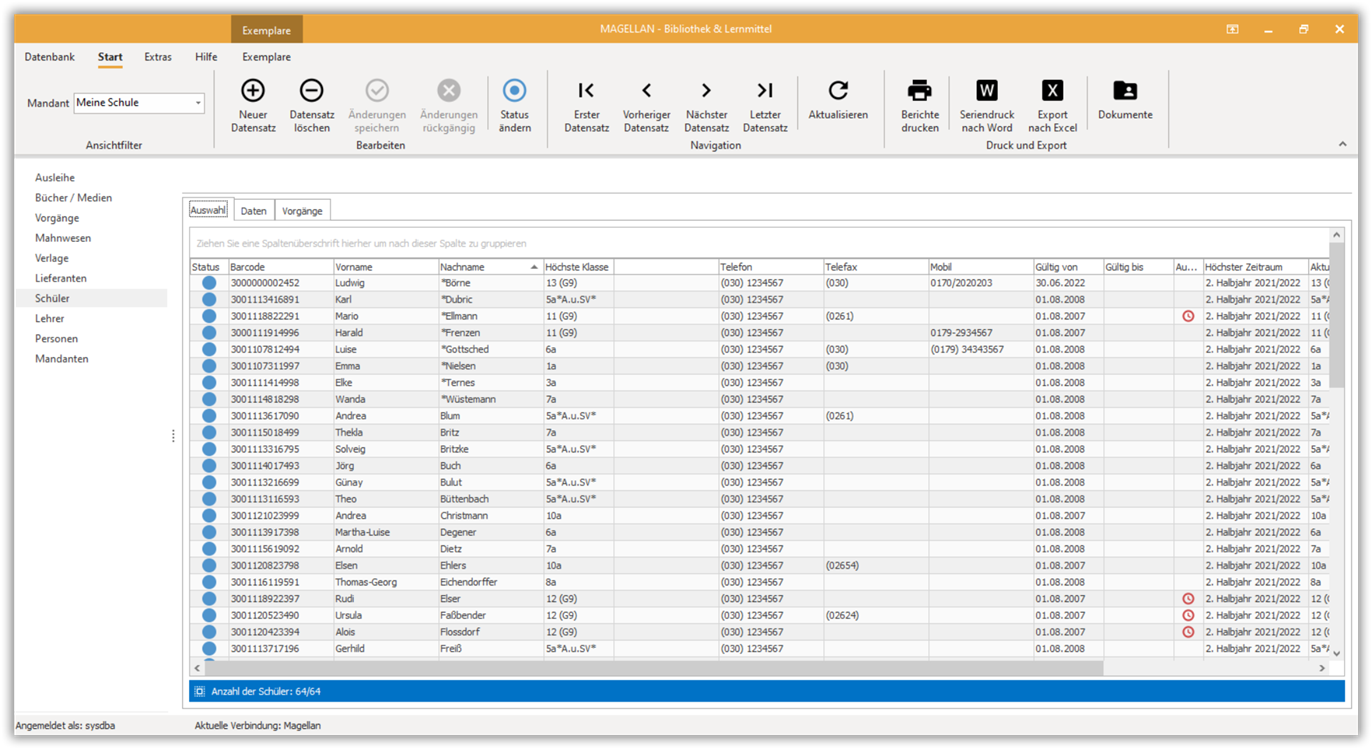 Exemplare
MAGELLAN - Bibliothek & Lernmittel
Datenbank Start Extras Hilfe Exemplare
Mandant Meine Schule
Ansichtfilter
Neuer Datensatz
Datensatz löschen
Änderungen speichern
Änderungen rückgängig
Status ändern
Bearbeiten
Erster Datensatz
Vorheriger Datensatz
Nächster Datensatz
Letzter Datensatz
Aktualisieren
Navigation
Berichte drucken
Seriendruck nach Word
Export nach Excel
Dokumente
Druck und Export
Ausleihe
Bücher / Medien
Vorgänge
Mahnwesen
Verlage
Lieferanten
Schüler
Lehrer
Personen
Mandanten
Auswahl Daten Vorgänge
Ziehen Sie eine Spaltenüberschrift hierher um nach dieser Spalte zu gruppieren
Status Barcode Vorname Nachname Höchste Klasse Telefon Telefax Mobil Gültig von Gültig bis Au... Höchster Zeitraum Aktu
3000000002452 Ludwig *Börne 13 (G9) (030) 1234567 (030) 0170/2020203 30.06.2022 2. Halbjahr 2021/2022 13 (G
3001113416891 Karl *Dubric 5a*A.u.SV* (030) 1234567 01.08.2008 2. Halbjahr 2021/2022 5a*A
3001118822291 Mario *Ellmann 11 (G9) (030) 1234567 (0261) 01.08.2007 2. Halbjahr 2021/2022 11 (G
3000111914996 Harald *Frenzen 11 (G9) (030) 1234567 0179-2934567 01.08.2007 2. Halbjahr 2021/2022 11 (G
3001107812494 Luise *Gottsched 6a (030) 1234567 (030) (0179) 34343567 01.08.2008 2. Halbjahr 2021/2022 6a
3001107311997 Emma *Nielsen 1a (030) 1234567 (030) 01.08.2008 2. Halbjahr 2021/2022 1a
3001111414998 Elke *Ternes 3a (030) 1234567 01.08.2008 2. Halbjahr 2021/2022 3a
3001114818298 Wanda *Wüstemann 7a (030) 1234567 01.08.2008 2. Halbjahr 2021/2022 7a
3001113617090 Andrea Blum 5a*A.u.SV* (030) 1234567 (0261) 01.08.2008 2. Halbjahr 2021/2022 5a*A
3001115018499 Thekla Britz 7a (030) 1234567 01.08.2008 2. Halbjahr 2021/2022 7a
3001113316795 Solveig Britzke 5a*A.u.SV* (030) 1234567 01.08.2008 2. Halbjahr 2021/2022 5a*A
3001114017493 Jörg Buch 6a (030) 1234567 01.08.2008 2. Halbjahr 2021/2022 6a
3001113216699 Günay Bulut 5a*A.u.SV* (030) 1234567 01.08.2008 2. Halbjahr 2021/2022 5a*A
3001113116593 Theo Büttenbach 5a*A.u.SV* (030) 1234567 01.08.2008 2. Halbjahr 2021/2022 5a*A
3001121023999 Andrea Christmann 10a (030) 1234567 01.08.2008 2. Halbjahr 2021/2022 10a
3001113917398 Martha-Luise Degener 6a (030) 1234567 01.08.2008 2. Halbjahr 2021/2022 6a
3001115619092 Arnold Dietz 7a (030) 1234567 01.08.2008 2. Halbjahr 2021/2022 7a
3001120823798 Elsen Ehlers 10a (030) 1234567 (02654) 01.08.2008 2. Halbjahr 2021/2022 10a
3001116119591 Thomas-Georg Eichendorffer 8a (030) 1234567 01.08.2008 2. Halbjahr 2021/2022 8a
3001118922397 Rudi Elser 12 (G9) (030) 1234567 01.08.2007 2. Halbjahr 2021/2022 12 (G
3001120523490 Ursula Faßbender 12 (G9) (030) 1234567 (02624) 01.08.2007 2. Halbjahr 2021/2022 12 (G
3001120423394 Alois Flossdorf 12 (G9) (030) 1234567 01.08.2007 2. Halbjahr 2021/2022 12 (G
3001113717196 Gerhild Freiß 5a*A.u.SV* (030) 1234567 01.08.2008 2. Halbjahr 2021/2022 5a*A
Anzahl der Schüler: 64/64
Angemeldet als: sysdba Aktuelle Verbindung: Magellan